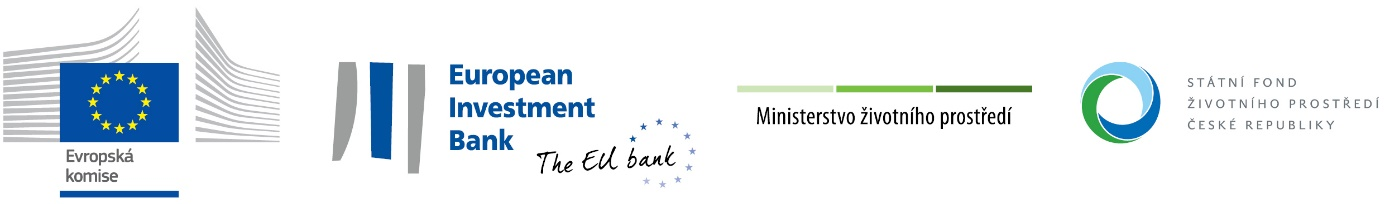 Evropská
komise
European
Investment
Bank
The EU bank
Ministerstvo životního prostředí
STÁTNÍ FOND
ŽIVOTNÍHO PROSTŘEDÍ
ČESKÉ REPUBLIKY